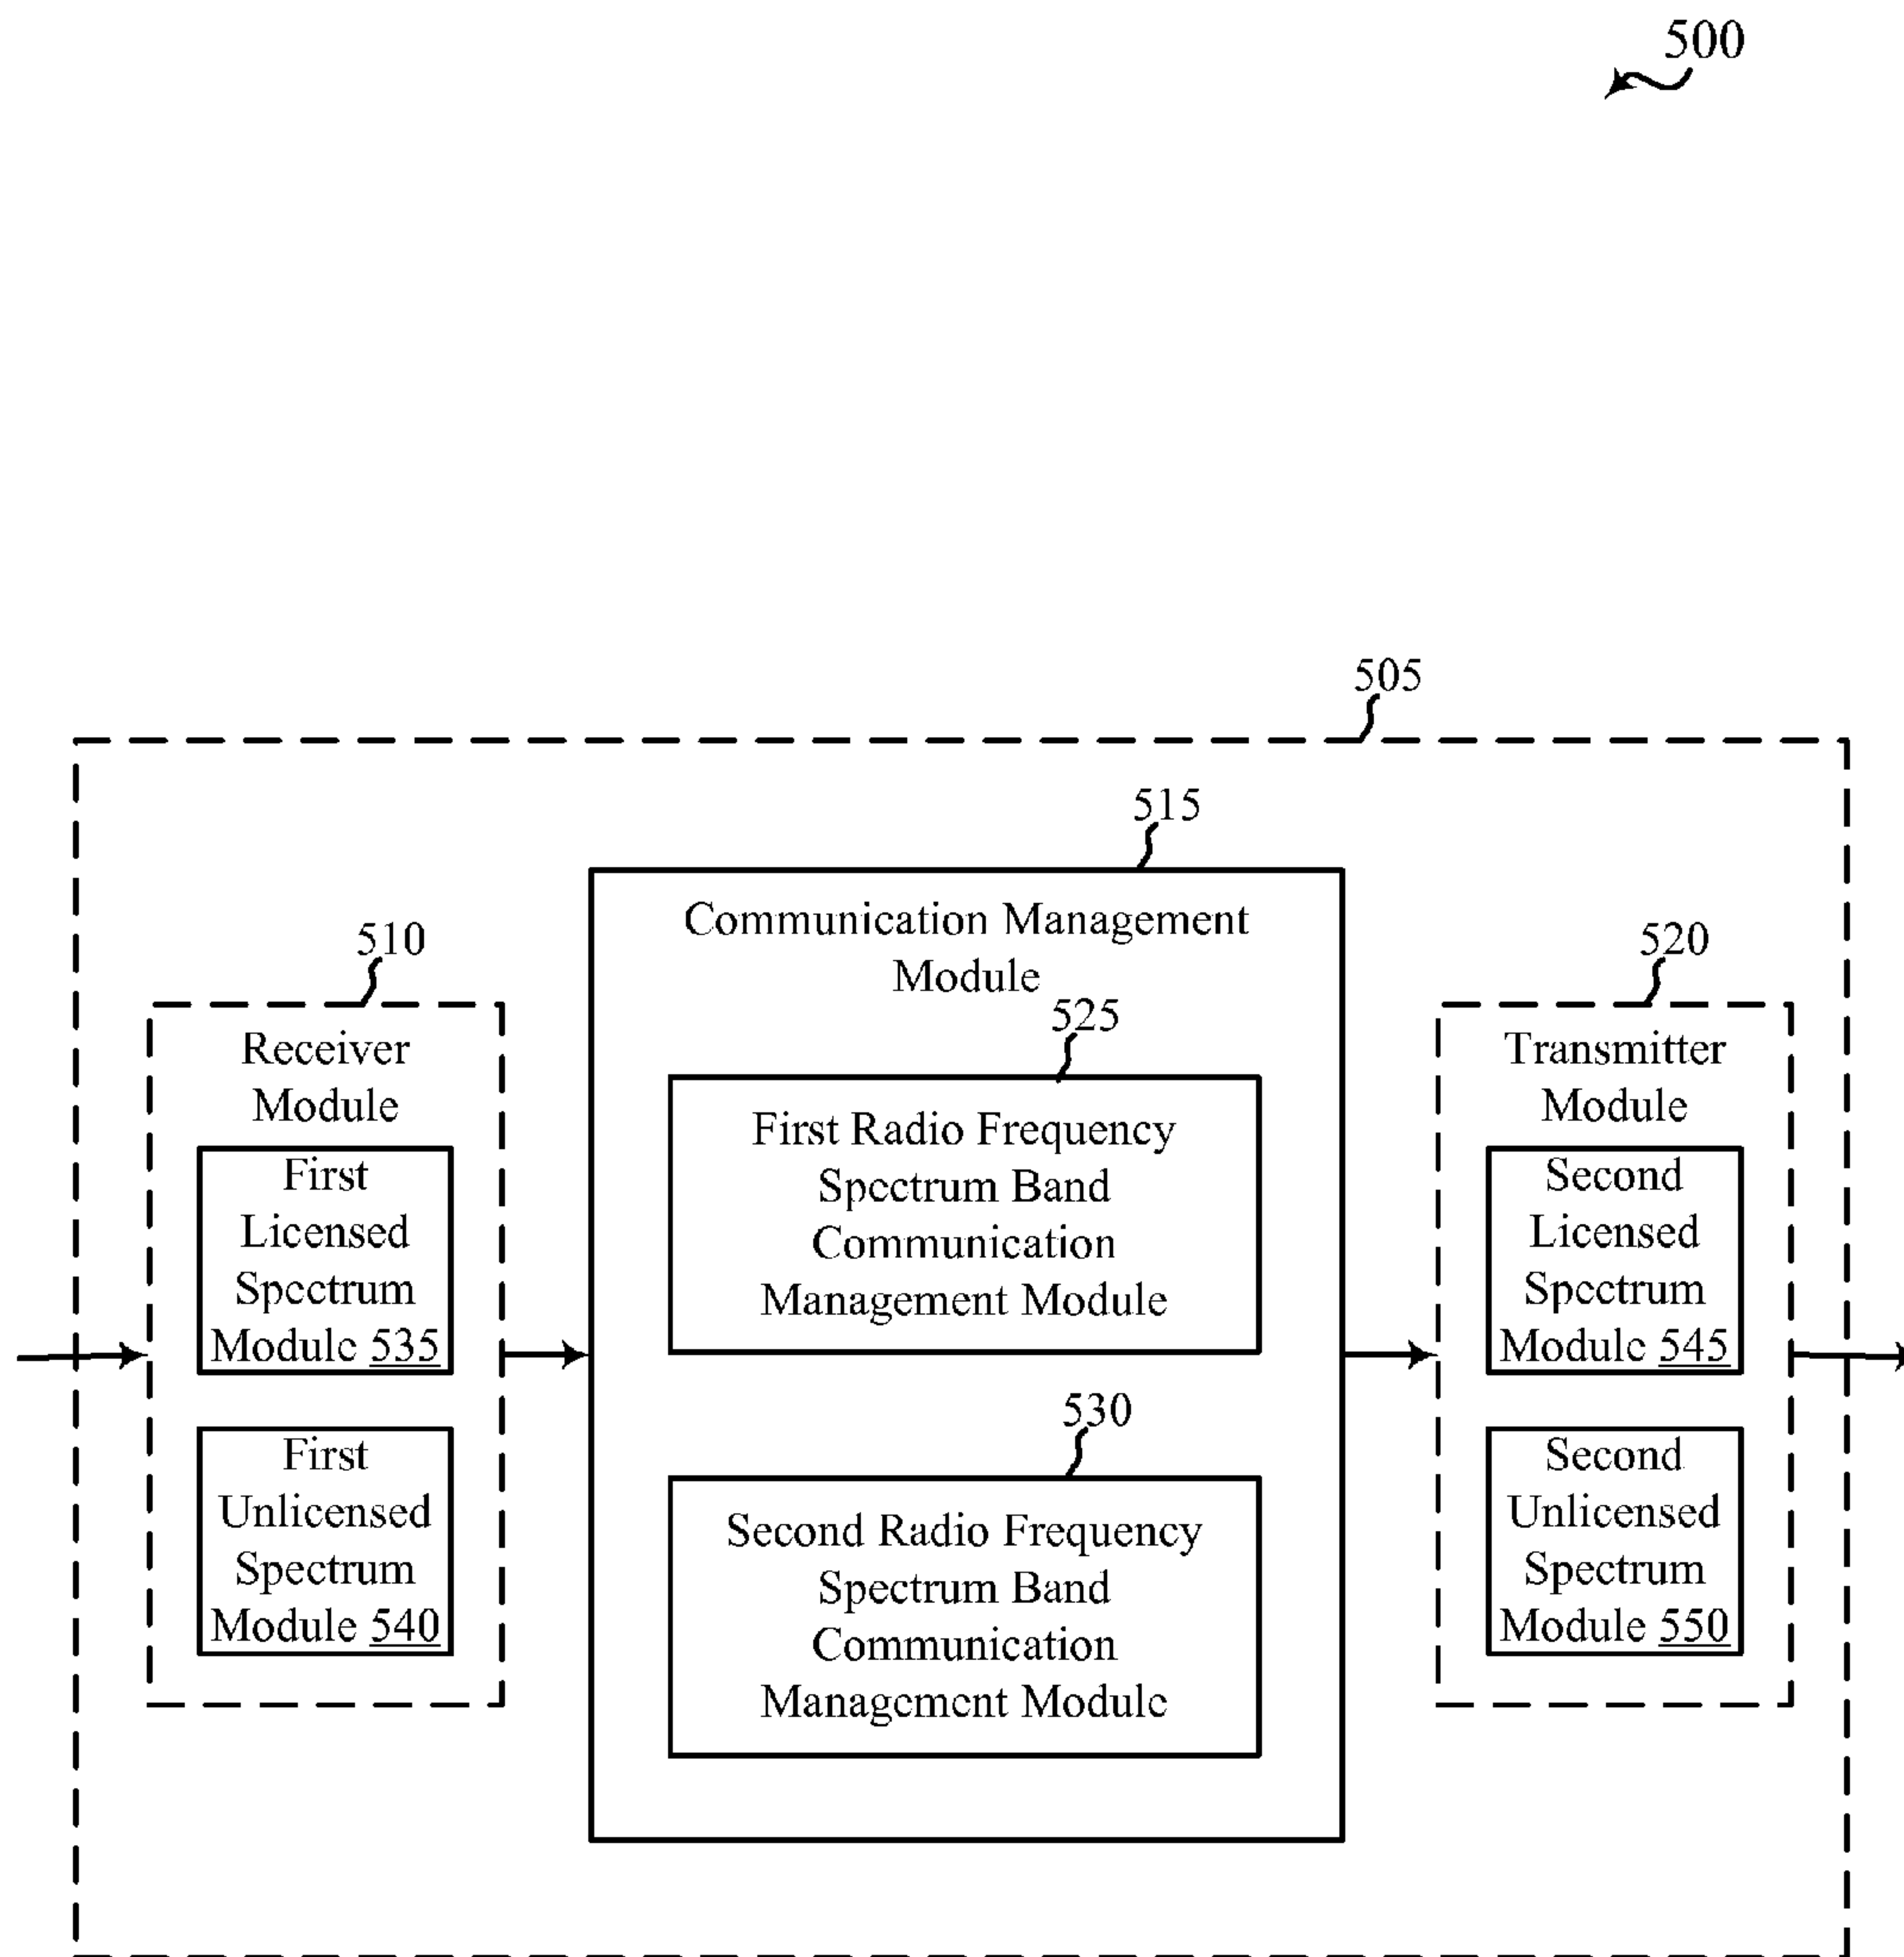 500
505
515
Communication Management
Module
510
Receiver
Module
First
Licensed
Spectrum
Module 535
First
Unlicensed
Spectrum
Module 540
525
First Radio Frequency
Spectrum Band
Communication
Management Module
530
Second Radio Frequency
Spectrum Band
Communication
Management Module
520
Transmitter
Module
Second
Licensed
Spectrum
Module 545
Second
Unlicensed
Spectrum
Module 550